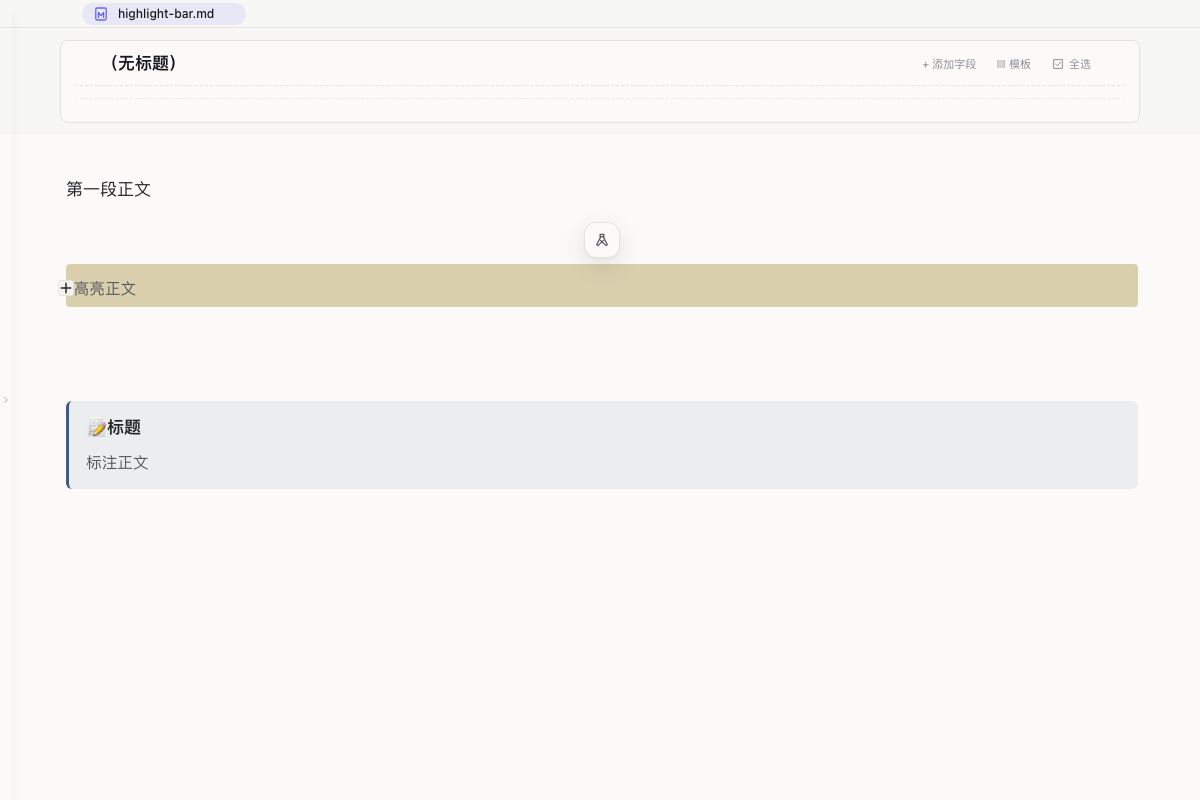 highlight-bar.md
（无标题）
+ 添加字段 模板 全选
第一段正文
高亮正文
📝标题
标注正文